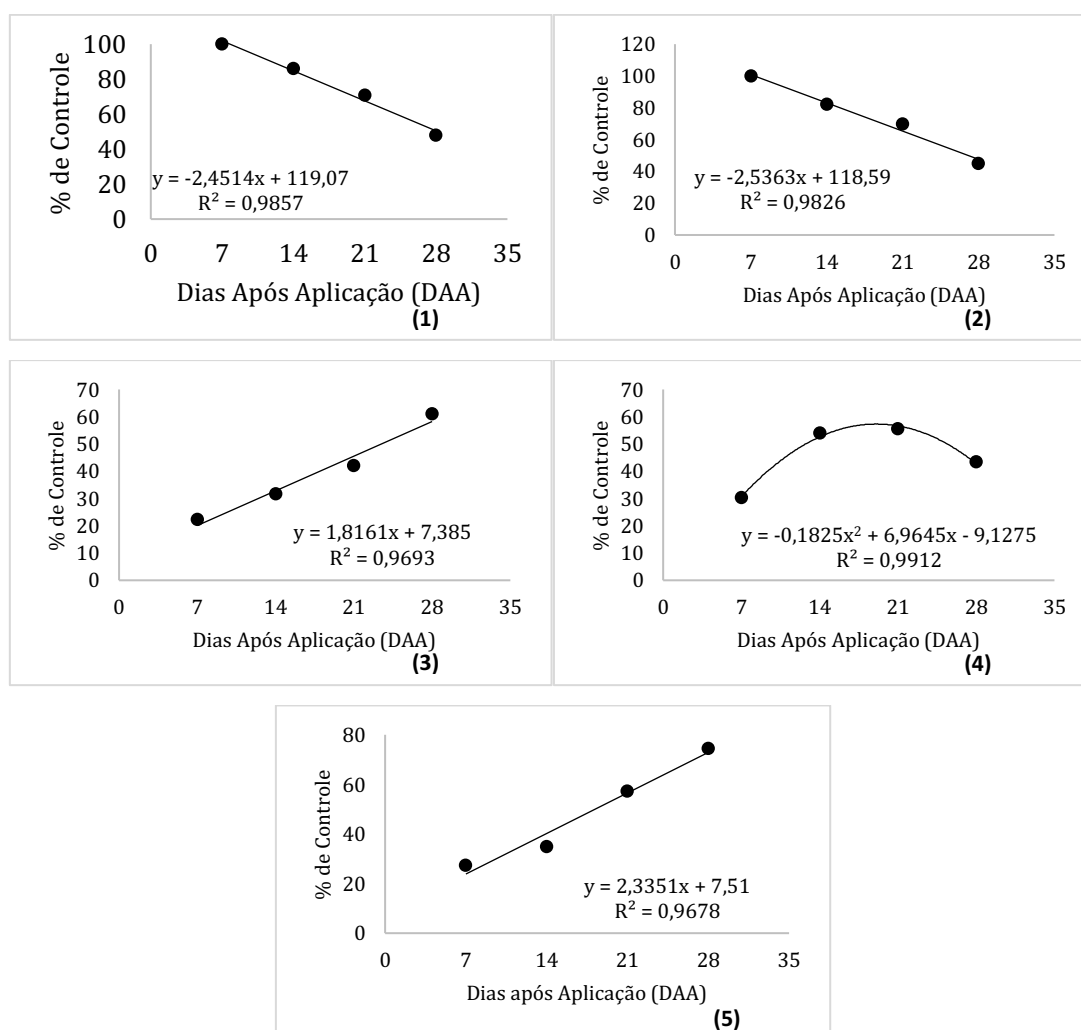 % de Controle
100
80
60
40
20
0
y = -2,4514x + 119,07
R² = 0,9857
0 7 14 21 28 35
Dias Após Aplicação (DAA)
(1)
% de Controle
120
100
80
60
40
20
0
y = -2,5363x + 118,59
R² = 0,9826
0 7 14 21 28 35
Dias Após Aplicação (DAA)
(2)
% de Controle
70
60
50
40
30
20
10
0
y = 1,8161x + 7,385
R² = 0,9693
0 7 14 21 28 35
Dias Após Aplicação (DAA)
(3)
% de Controle
70
60
50
40
30
20
10
0
y = -0,1825x² + 6,9645x - 9,1275
R² = 0,9912
0 7 14 21 28 35
Dias Após Aplicação (DAA)
(4)
% de Controle
80
60
40
20
0
y = 2,3351x + 7,51
R² = 0,9678
0 7 14 21 28 35
Dias após Aplicação (DAA)
(5)